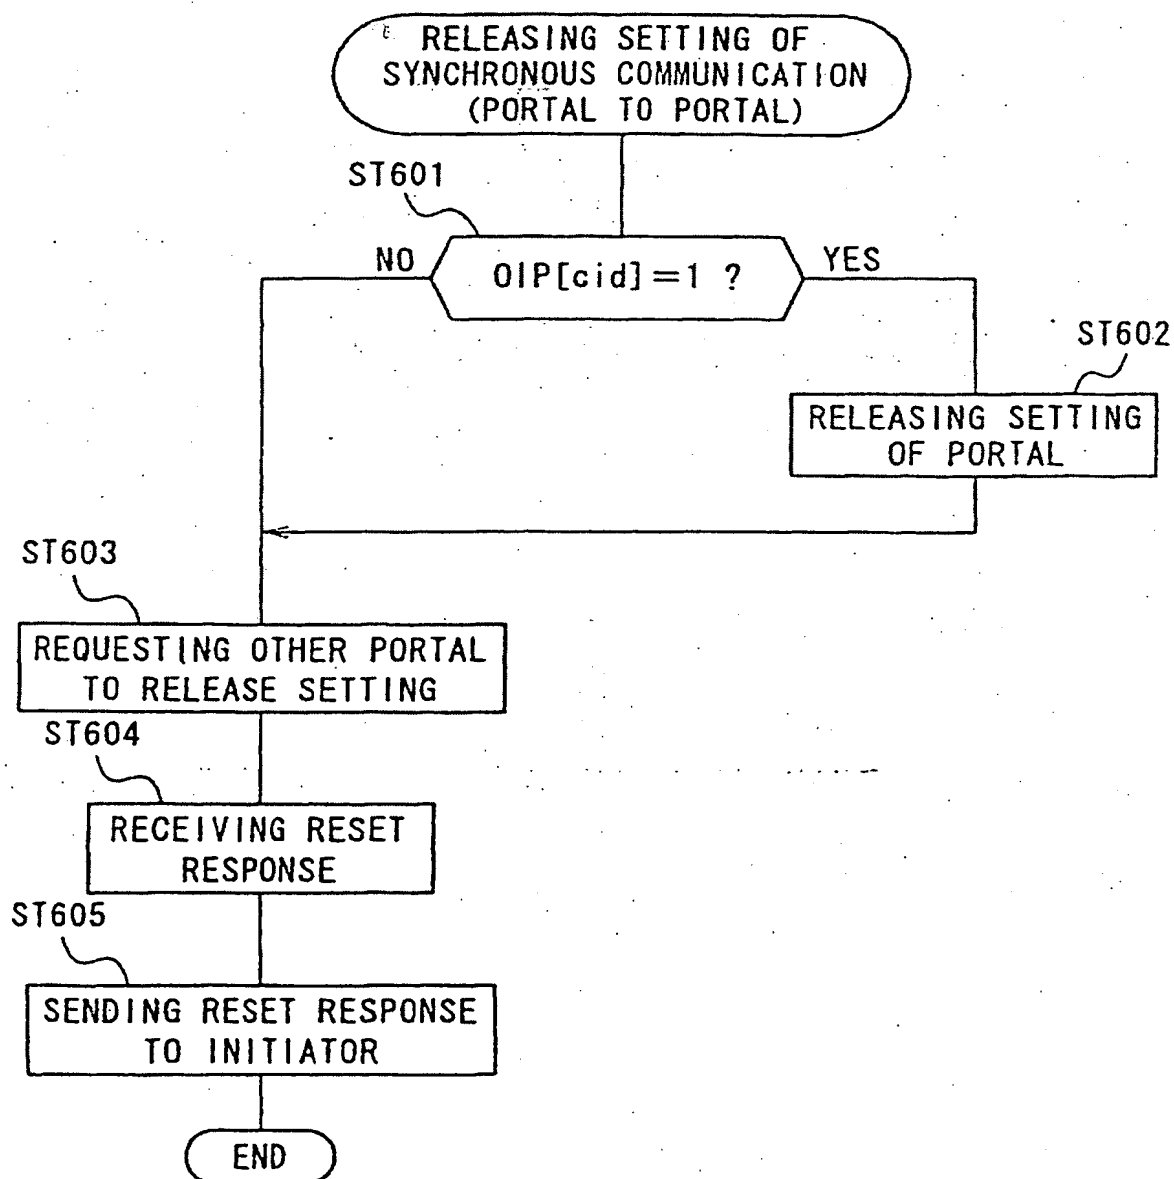 RELEASING SETTING OF
SYNCHRONOUS COMMUNICATION
(PORTAL TO PORTAL)
ST601
NO
OIP[cid]=1 ?
YES
ST602
RELEASING SETTING
OF PORTAL
ST603
REQUESTING OTHER PORTAL
TO RELEASE SETTING
ST604
RECEIVING RESET
RESPONSE
ST605
SENDING RESET RESPONSE
TO INITIATOR
END